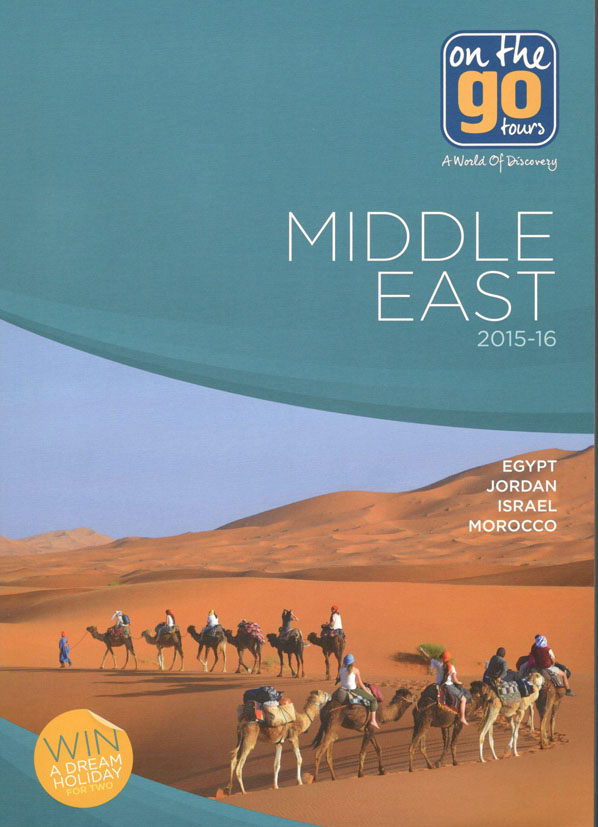 on the
go
tours
A World Of Discovery
MIDDLE
EAST
2015-16
EGYPT
JORDAN
ISRAEL
MOROCCO
WIN
A DREAM
HOLIDAY
FOR TWO